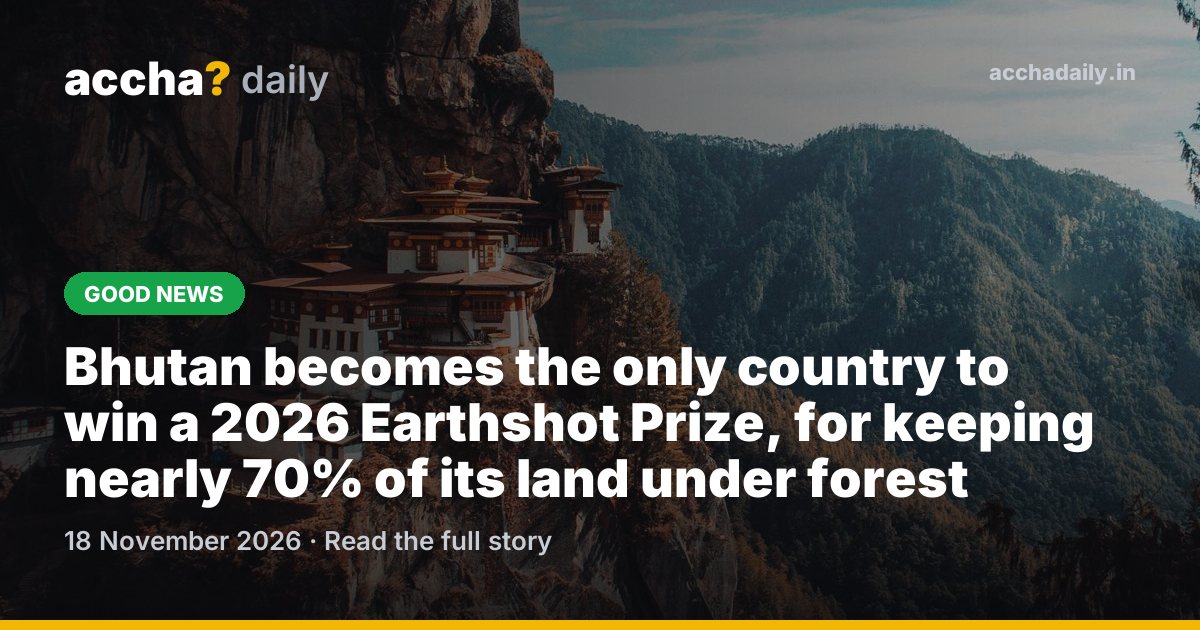 accha? daily
acchadaily.in
GOOD NEWS
Bhutan becomes the only country to
win a 2026 Earthshot Prize, for keeping
nearly 70% of its land under forest
18 November 2026 · Read the full story